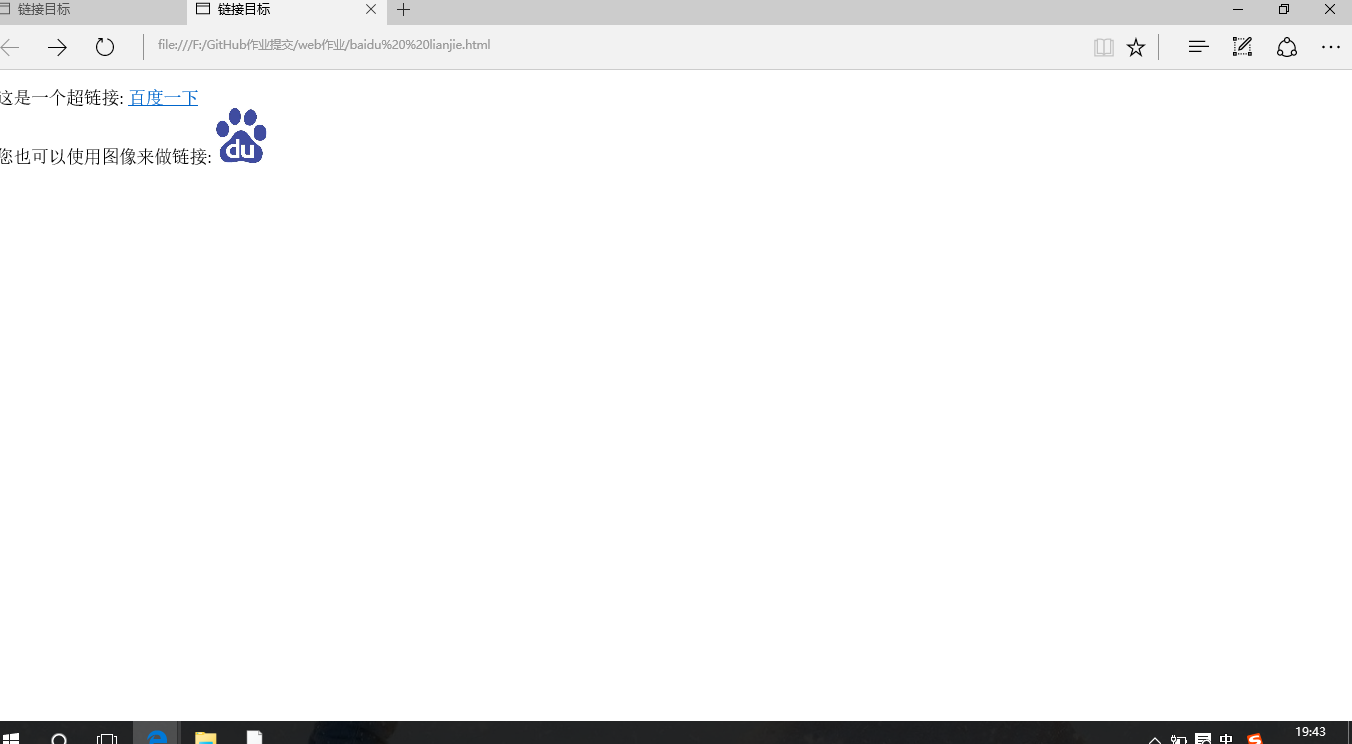 链接目标
链接目标
file:///F:/GitHub作业提交/web作业/baidu%20%20lianjie.html
这是一个超链接: 百度一下
du
您也可以使用图像来做链接:
中
19:43